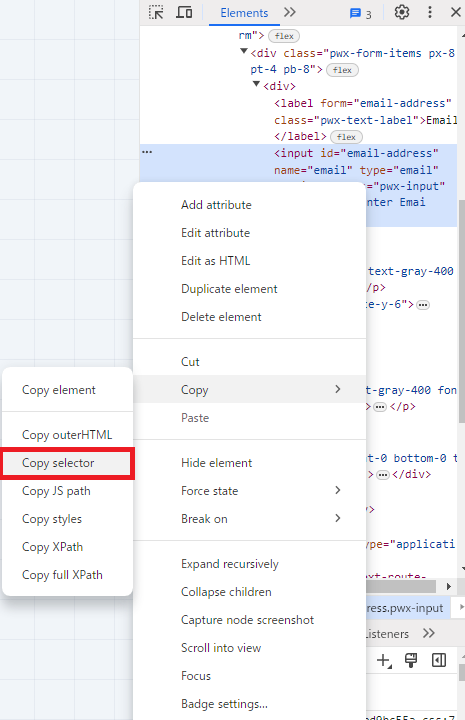 Elements
3
rm"> flex
<div class="pwx-form-items px-8
pt-4 pb-8"> flex
<div>
<label form="email-address"
class="pwx-text-label">Email
</label> flex
<input id="email-address"
name="email" type="email"
="pwx-input"
nter Emai
Add attribute
Edit attribute
Edit as HTML
Duplicate element
Delete element
text-gray-400
</p>
e-y-6">
Cut
Copy
Paste
t-gray-400 fon
</p>
Copy element
Copy outerHTML
Copy selector
Copy JS path
Copy styles
Copy XPath
Copy full XPath
Hide element
Force state
Break on
nt-0 bottom-0 t
</div>
>
ype="applicati
Expand recursively
Collapse children
Capture node screenshot
Scroll into view
Focus
Badge settings...
ext-route-
ress.pwx-input
Listeners